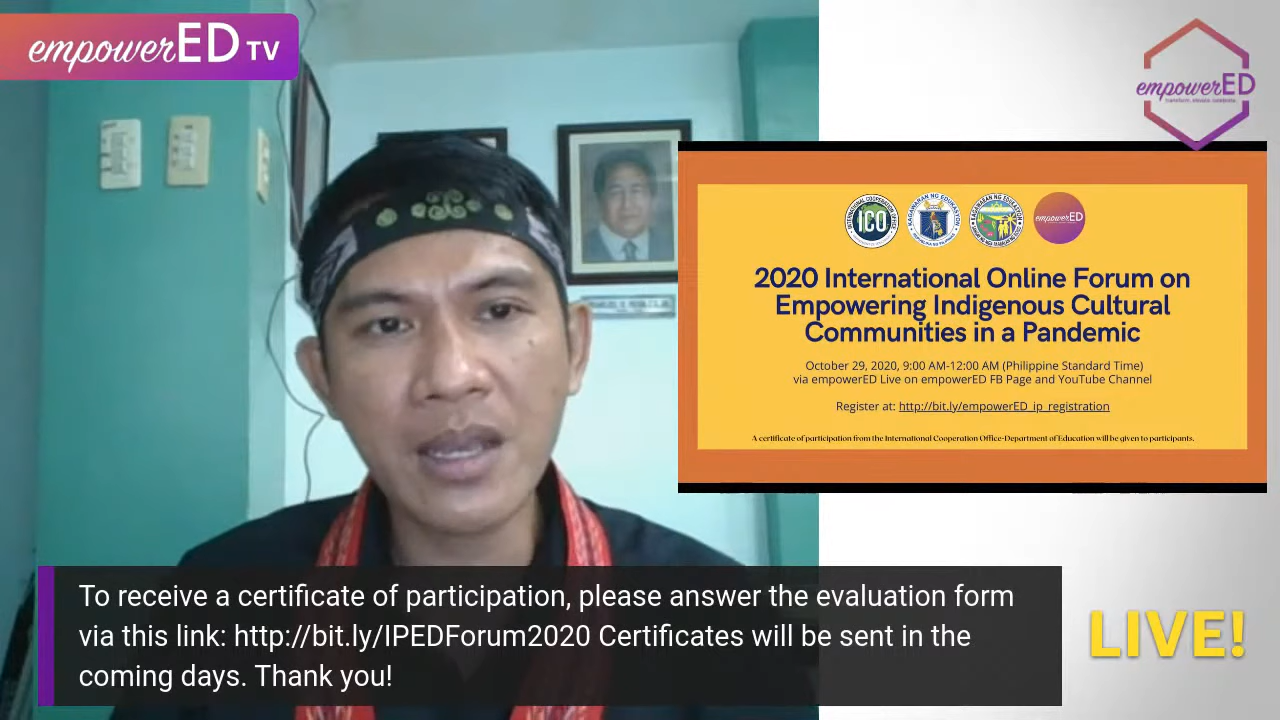 empowerED TV
empowerED
ICO
empowerED
2020 International Online Forum on
Empowering Indigenous Cultural
Communities in a Pandemic
October 29, 2020, 9:00 AM-12:00 AM (Philippine Standard Time)
via empowerED Live on empowerED FB Page and YouTube Channel
Register at: http://bit.ly/empowerED_ip_registration
A certificate of participation from the International Cooperation Office-Department of Education will be given to participants.
To receive a certificate of participation, please answer the evaluation form
via this link: http://bit.ly/IPEDForum2020 Certificates will be sent in the
coming days. Thank you!
LIVE!